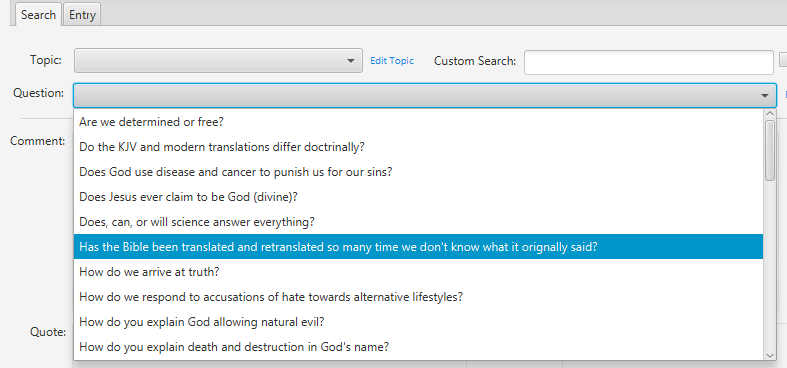 Search Entry
Topic: Edit Topic Custom Search:
Question:
Are we determined or free?
Do the KJV and modern translations differ doctrinally?
Does God use disease and cancer to punish us for our sins?
Does Jesus ever claim to be God (divine)?
Does, can, or will science answer everything?
Comment:
Has the Bible been translated and retranslated so many time we don't know what it orignally said?
How do we arrive at truth?
How do we respond to accusations of hate towards alternative lifestyles?
How do you explain God allowing natural evil?
Quote:
How do you explain death and destruction in God's name?